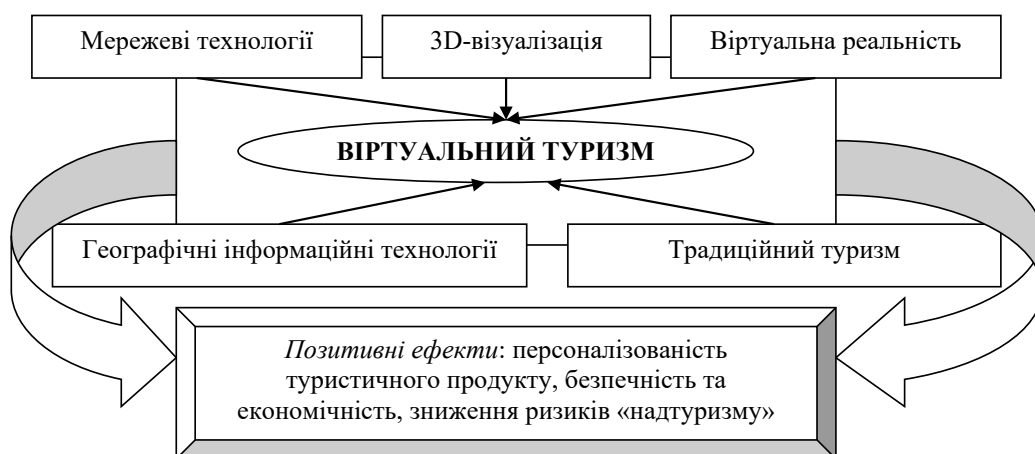 Мережеві технології
3D-візуалізація
Віртуальна реальність
ВІРТУАЛЬНИЙ ТУРИЗМ
Географічні інформаційні технології
Традиційний туризм
Позитивні ефекти: персоналізованість
туристичного продукту, безпечність та
економічність, зниження ризиків «надтуризму»